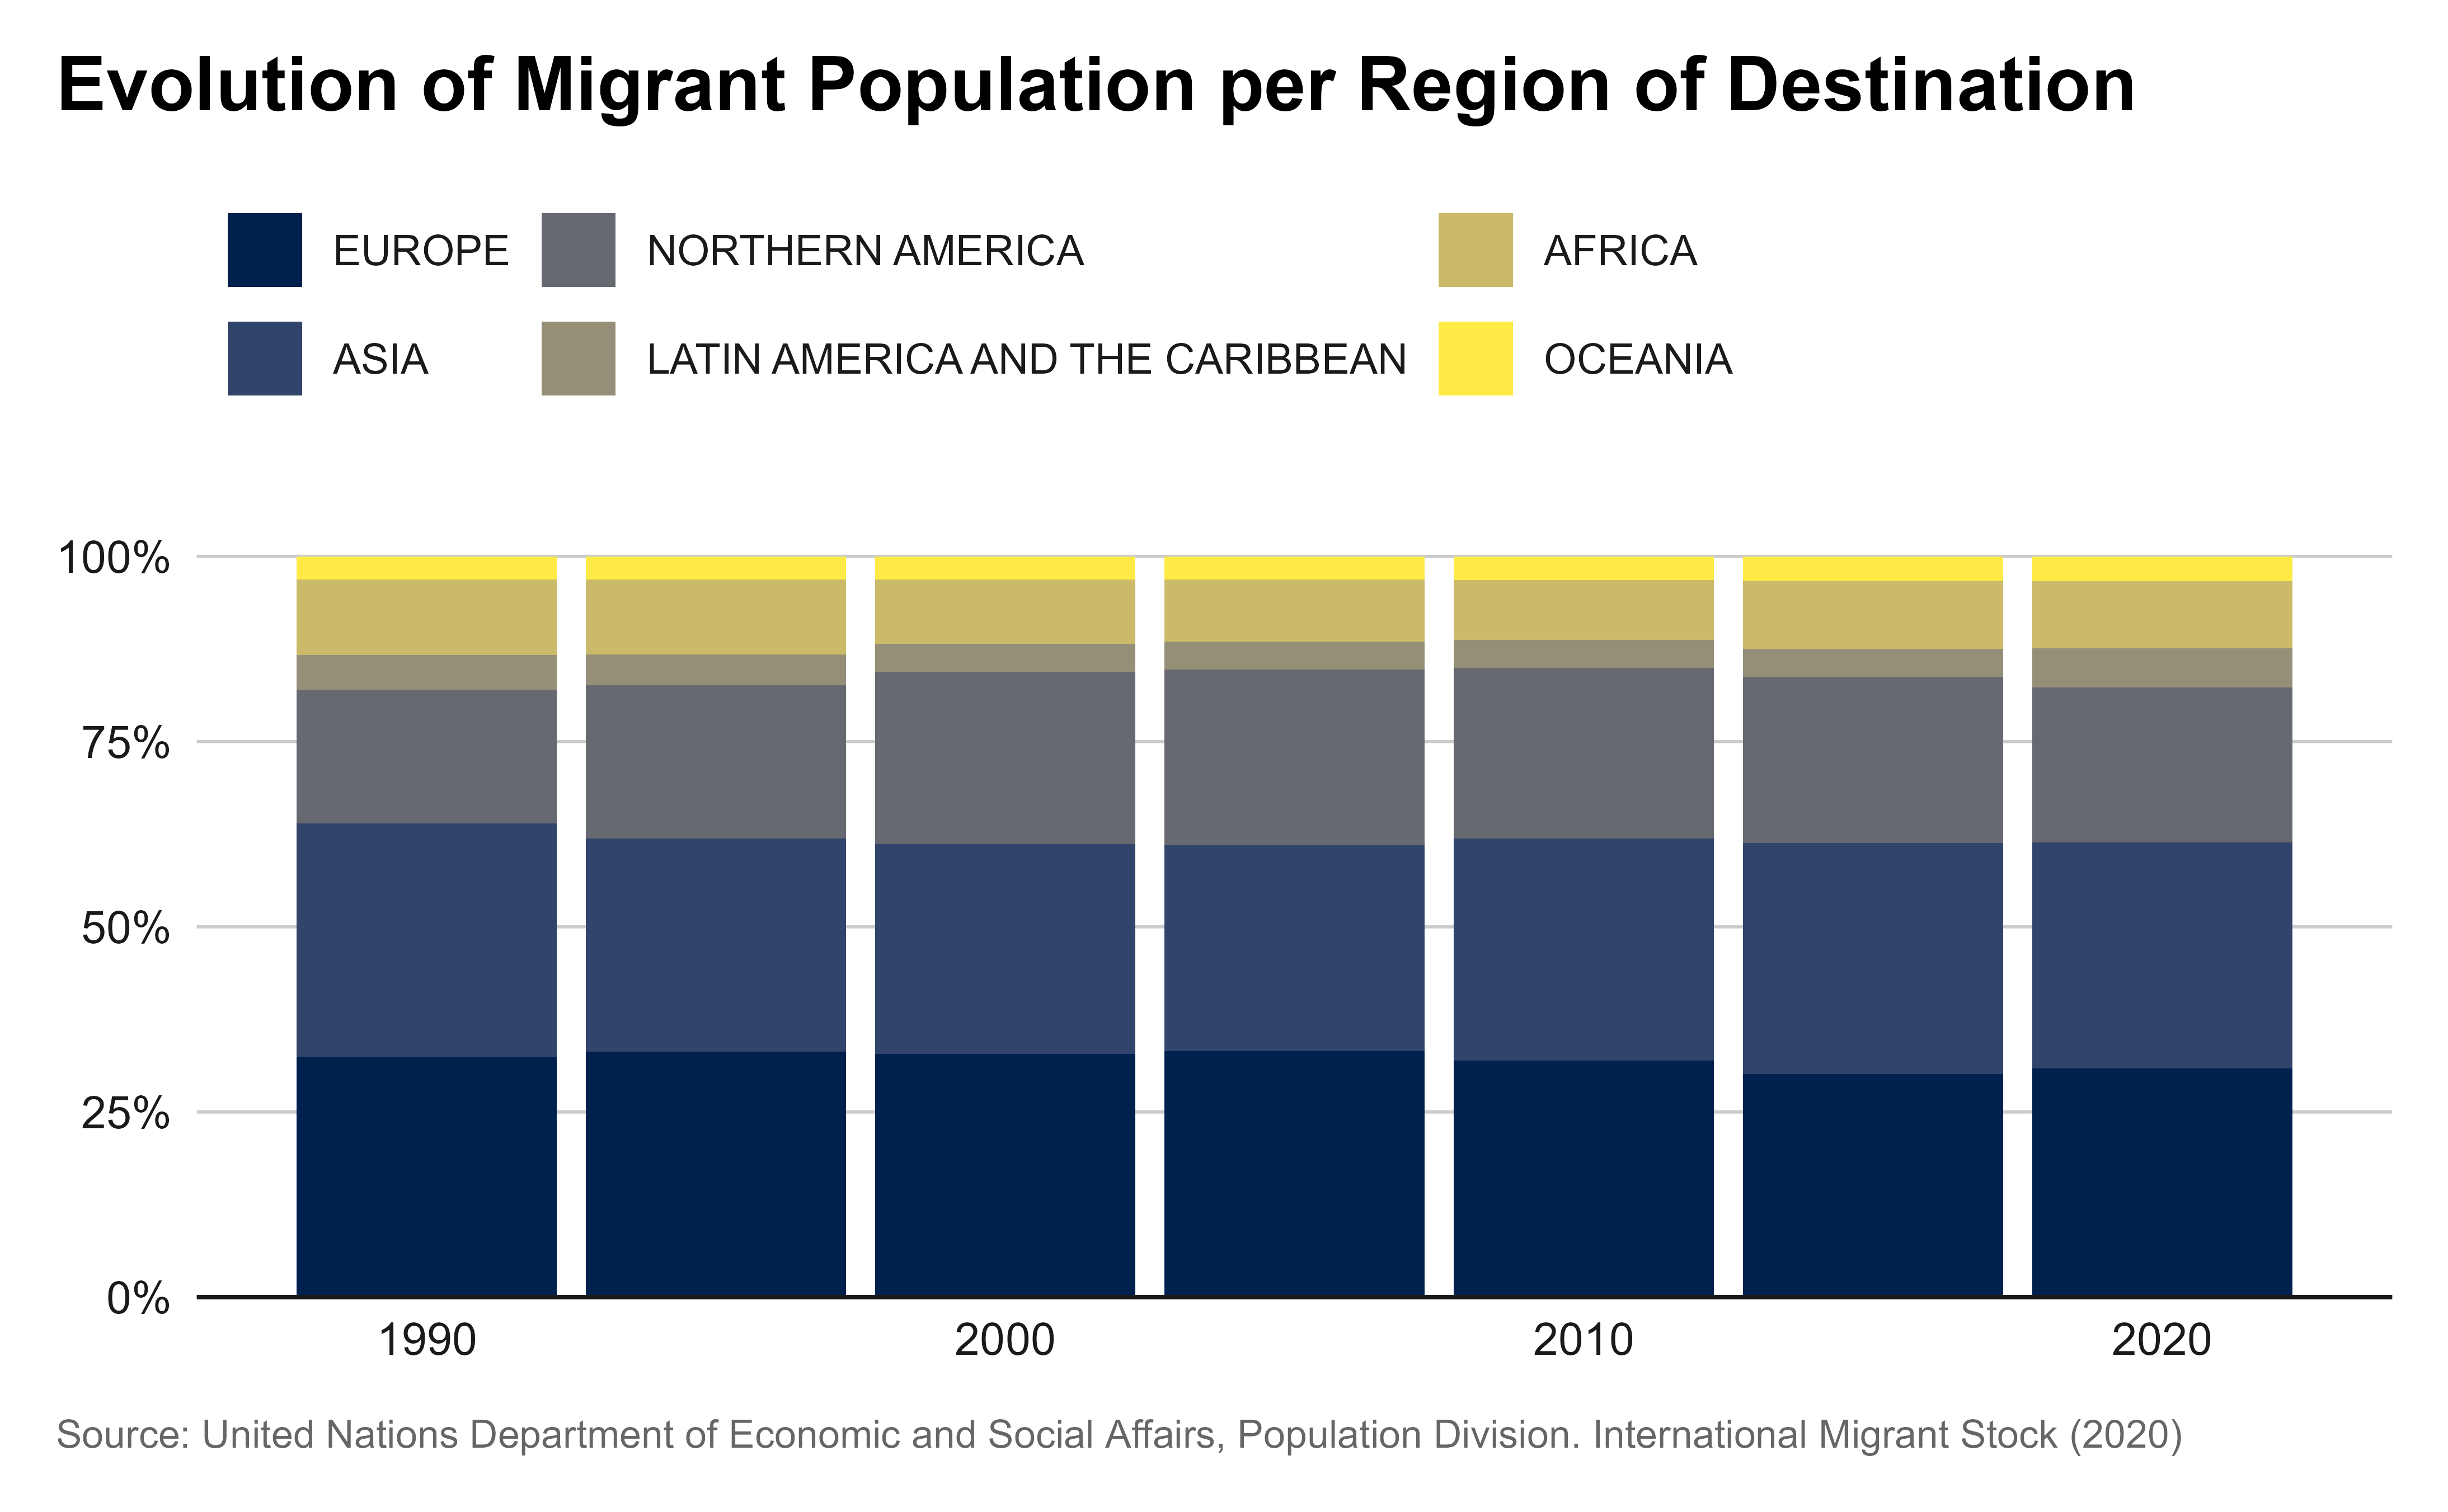 Evolution of Migrant Population per Region of Destination
EUROPE
NORTHERN AMERICA
AFRICA
ASIA
LATIN AMERICA AND THE CARIBBEAN
OCEANIA
100%
75%
50%
25%
0%
1990
2000
2010
2020
Source: United Nations Department of Economic and Social Affairs, Population Division. International Migrant Stock (2020)